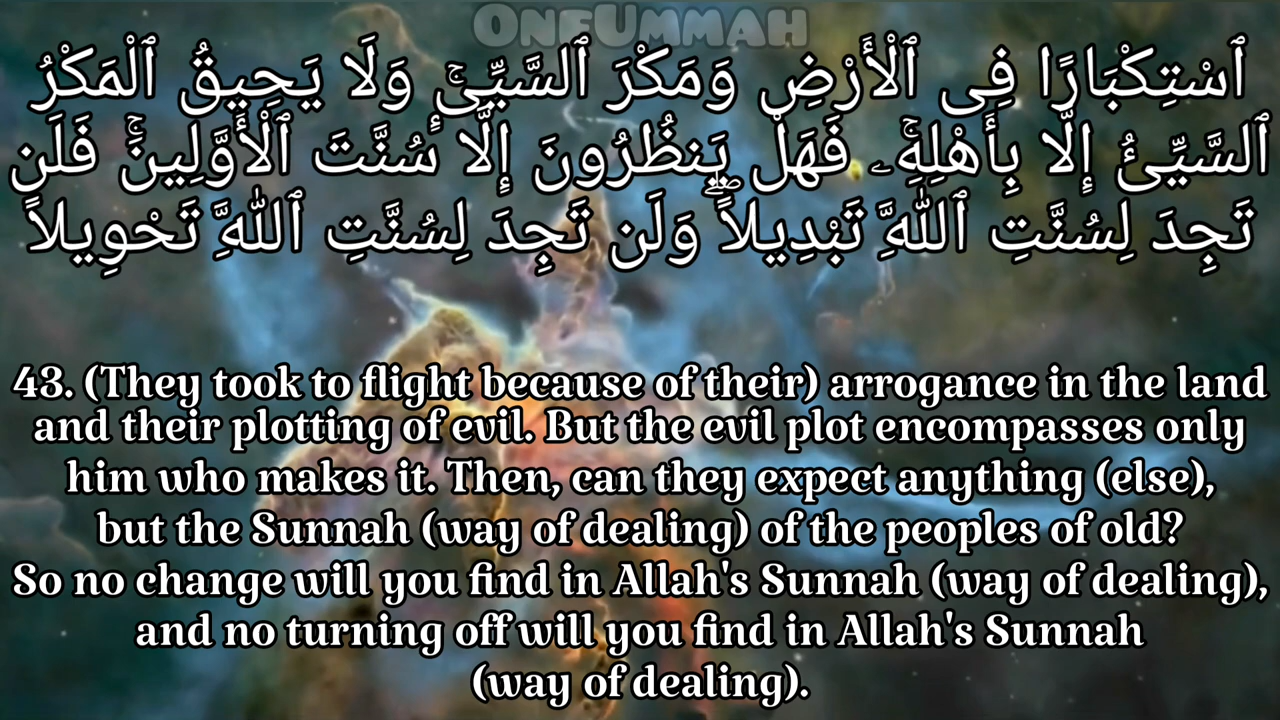 OneUmmah
ٱسْتِكْبَارًا فِى ٱلْأَرْضِ وَمَكْرَ ٱلسَّيِّئِ ۚ وَلَا يَحِيقُ ٱلْمَكْرُ
ٱلسَّيِّئُ إِلَّا بِأَهْلِهِۦ ۚ فَهَلْ يَنظُرُونَ إِلَّا سُنَّتَ ٱلْأَوَّلِينَ ۚ فَلَن
تَجِدَ لِسُنَّتِ ٱللَّهِ تَبْدِيلًا ۖ وَلَن تَجِدَ لِسُنَّتِ ٱللَّهِ تَحْوِيلًا
43. (They took to flight because of their) arrogance in the land
and their plotting of evil. But the evil plot encompasses only
him who makes it. Then, can they expect anything (else),
but the Sunnah (way of dealing) of the peoples of old?
So no change will you find in Allah's Sunnah (way of dealing),
and no turning off will you find in Allah's Sunnah
(way of dealing).